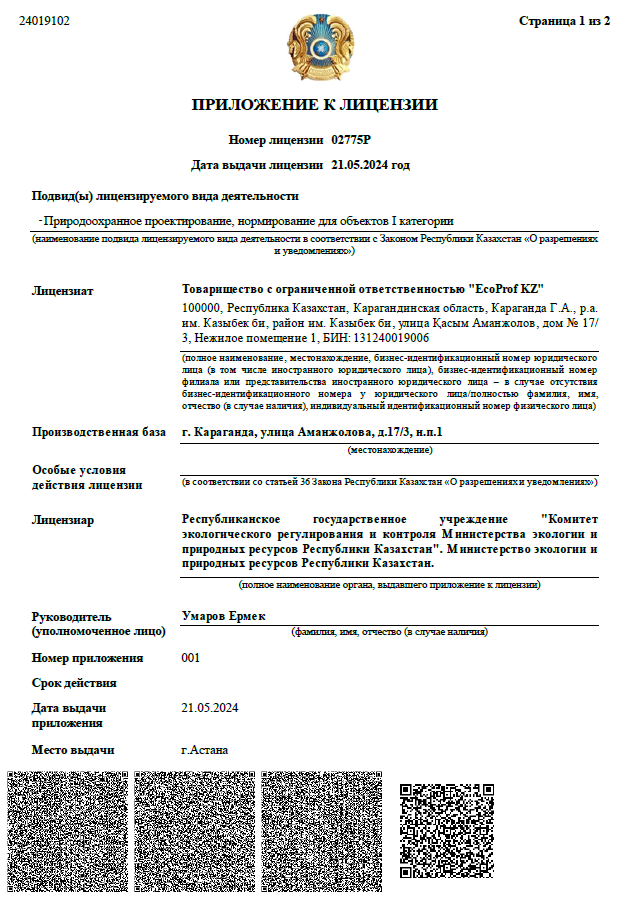 24019102
Страница 1 из 2
ПРИЛОЖЕНИЕ К ЛИЦЕНЗИИ
Номер лицензии 02775Р
Дата выдачи лицензии 21.05.2024 год
Подвид(ы) лицензируемого вида деятельности
- Природоохранное проектирование, нормирование для объектов I категории
(наименование подвида лицензируемого вида деятельности в соответствии с Законом Республики Казахстан «О разрешениях
и уведомлениях»)
Лицензиат
Товарищество с ограниченной ответственностью "EcoProf KZ"
100000, Республика Казахстан, Карагандинская область, Караганда Г.А., р.а.
им. Казыбек би, район им. Казыбек би, улица Қасым Аманжолов, дом № 17/
3, Нежилое помещение 1, БИН: 131240019006
(полное наименование, местонахождение, бизнес-идентификационный номер юридического
лица (в том числе иностранного юридического лица), бизнес-идентификационный номер
филиала или представительства иностранного юридического лица – в случае отсутствия
бизнес-идентификационного номера у юридического лица/полностью фамилия, имя,
отчество (в случае наличия), индивидуальный идентификационный номер физического лица)
Производственная база
г. Караганда, улица Аманжолова, д.17/3, н.п.1
(местонахождение)
Особые условия
действия лицензии
(в соответствии со статьей 36 Закона Республики Казахстан «О разрешениях и уведомлениях»)
Лицензиар
Республиканское государственное учреждение "Комитет
экологического регулирования и контроля Министерства экологии и
природных ресурсов Республики Казахстан". Министерство экологии и
природных ресурсов Республики Казахстан.
(полное наименование органа, выдавшего приложение к лицензии)
Руководитель
(уполномоченное лицо)
Умаров Ермек
(фамилия, имя, отчество (в случае наличия)
Номер приложения
001
Срок действия
Дата выдачи
приложения
21.05.2024
Место выдачи
г.Астана